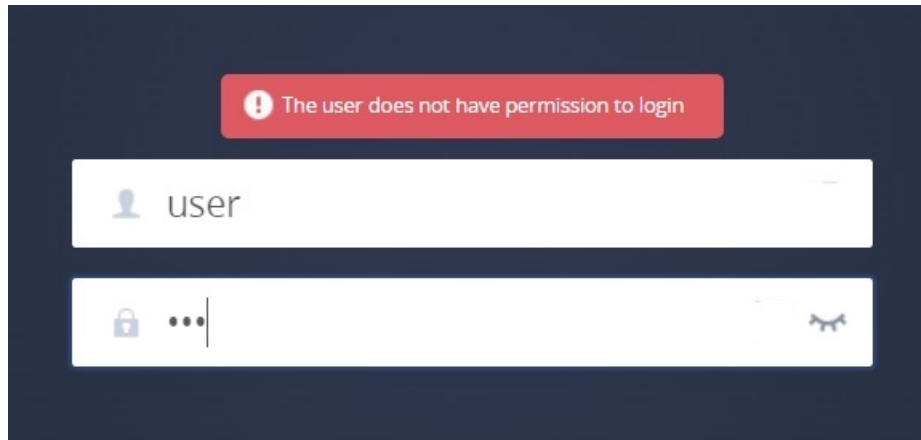 The user does not have permission to login
user
•••